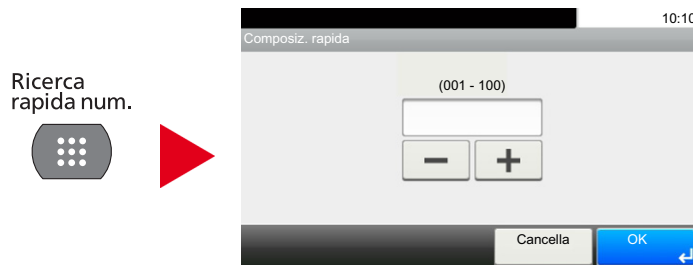 10:10
Composiz. rapida
Ricerca
rapida num.
(001 - 100)
Cancella
OK